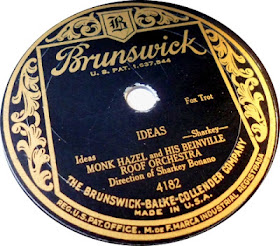 B
Brunswick
U. S. PAT. 1,637,544
Fox Trot
IDEAS
Ideas —Sharkey—
MONK HAZEL and HIS BEINVILLE
ROOF ORCHESTRA
Direction of Sharkey Bonano
4182
THE BRUNSWICK-BALKE-COLLENDER COMPANY
MADE IN U.S.A.
REG. U.S. PAT. OFFICE. M. de F. MARCA INDUSTRIAL REGISTRADA